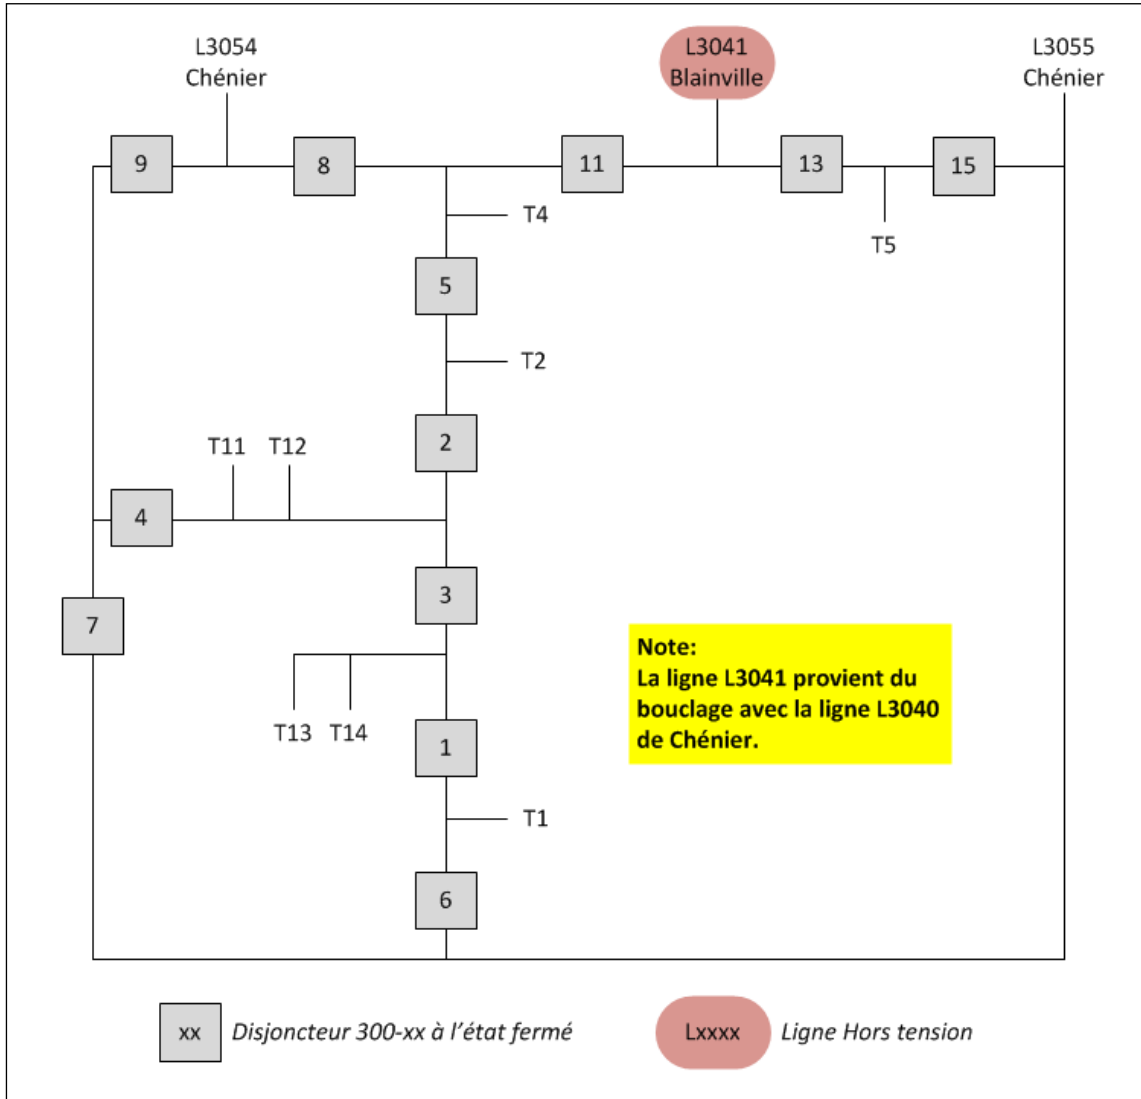 L3054
Chénier
L3041
Blainville
L3055
Chénier
9
8
11
13
15
T4
T5
5
T2
2
T11
T12
4
3
7
T13
T14
1
Note:
La ligne L3041 provient du
bouclage avec la ligne L3040
de Chénier.
T1
6
xx
Disjoncteur 300-xx à l'état fermé
Lxxxx
Ligne Hors tension